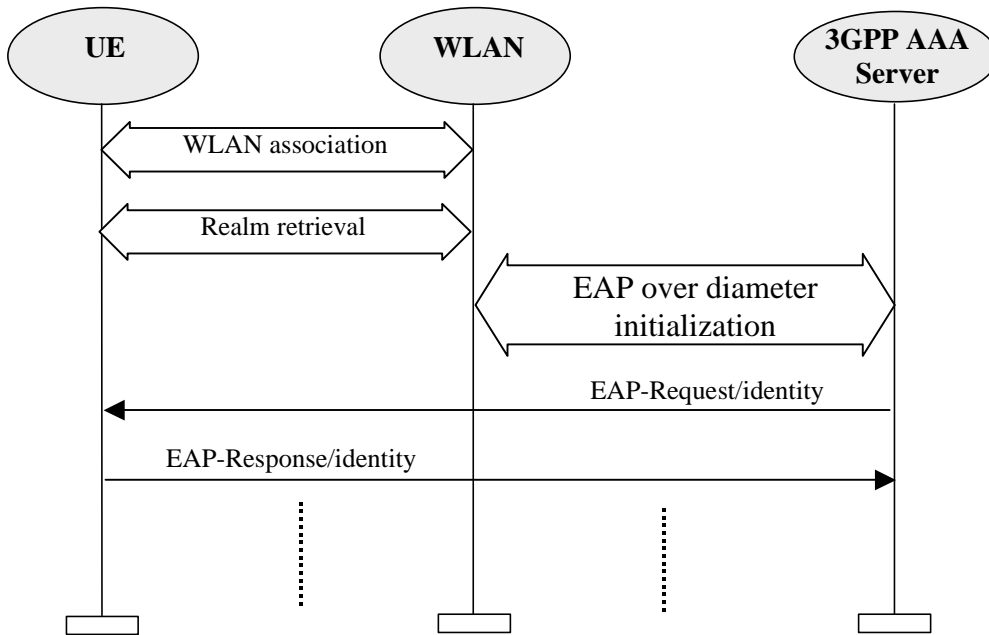 UE
WLAN
3GPP AAA
Server
WLAN association
Realm retrieval
EAP over diameter
initialization
EAP-Request/identity
EAP-Response/identity